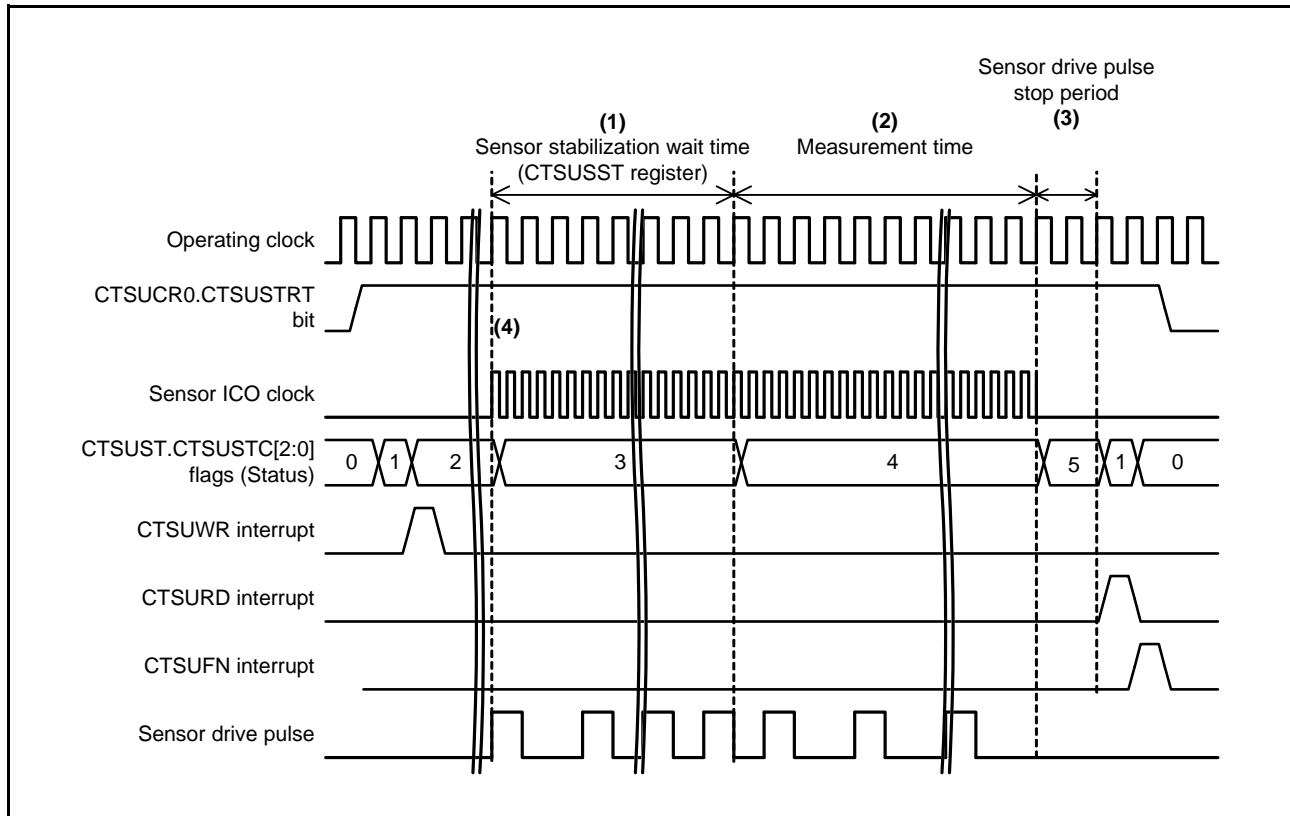 Sensor drive pulse
stop period
(3)
(1)
Sensor stabilization wait time
(CTSUSST register)
(2)
Measurement time
Operating clock
CTSUCR0.CTSUSTRT
bit
(4)
Sensor ICO clock
CTSUST.CTSUSTC[2:0]
flags (Status)
0 1 2 3 4 5 1 0
CTSUWR interrupt
CTSURD interrupt
CTSUFN interrupt
Sensor drive pulse